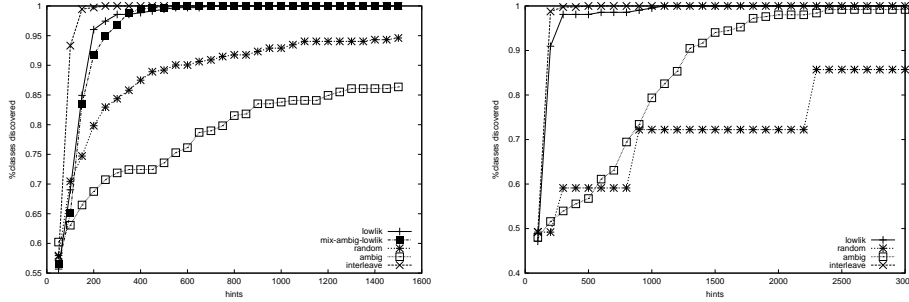 1
0.95
0.9
0.85
0.8
0.75
0.7
0.65
0.6
0.55
%classes discovered
0 200 400 600 800 1000 1200 1400 1600
hints
lowlik
mix-ambig-lowlik
random
ambig
interleave
1
0.9
0.8
0.7
0.6
0.5
0.4
%classes discovered
0 500 1000 1500 2000 2500 3000
hints
lowlik
random
ambig
interleave